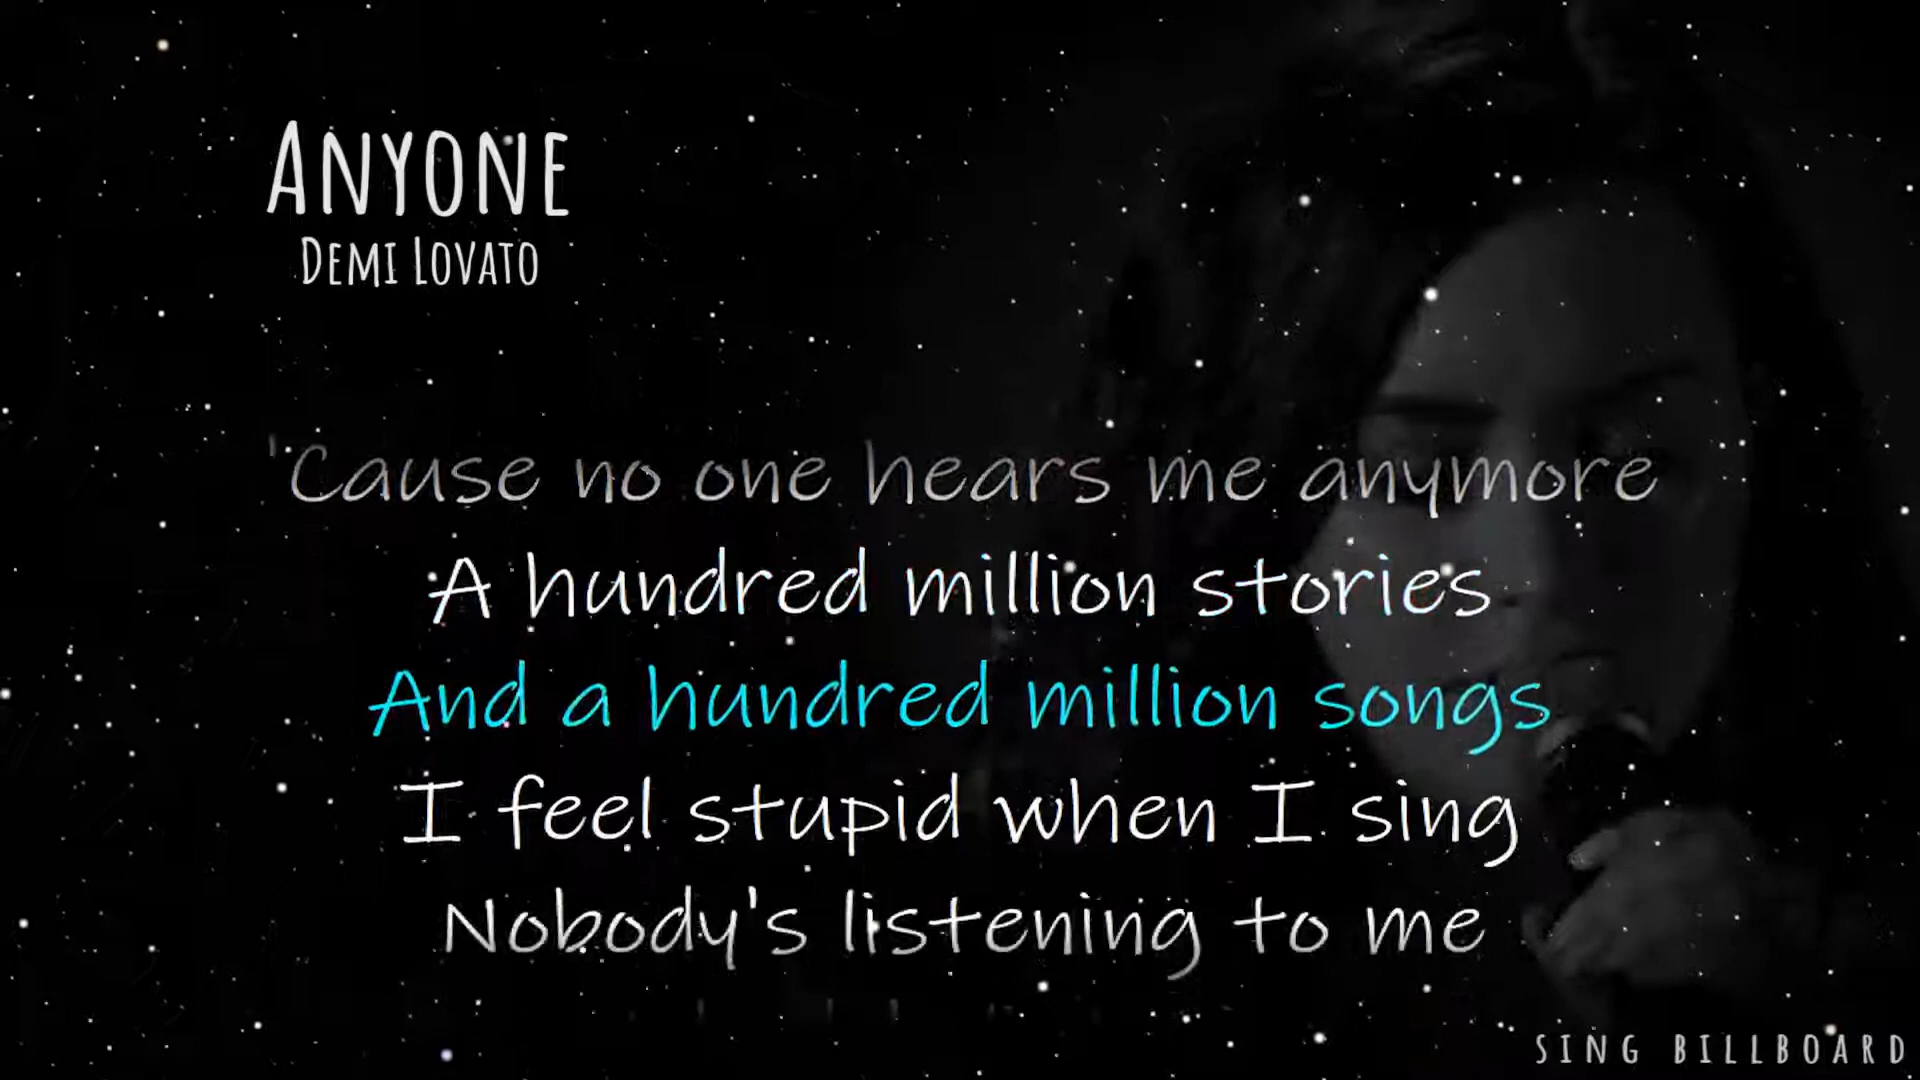 ANYONE
DEMI LOVATO
'Cause no one hears me anymore
A hundred million stories
And a hundred million songs
I feel stupid when I sing
Nobody's listening to me
SING BILLBOARD